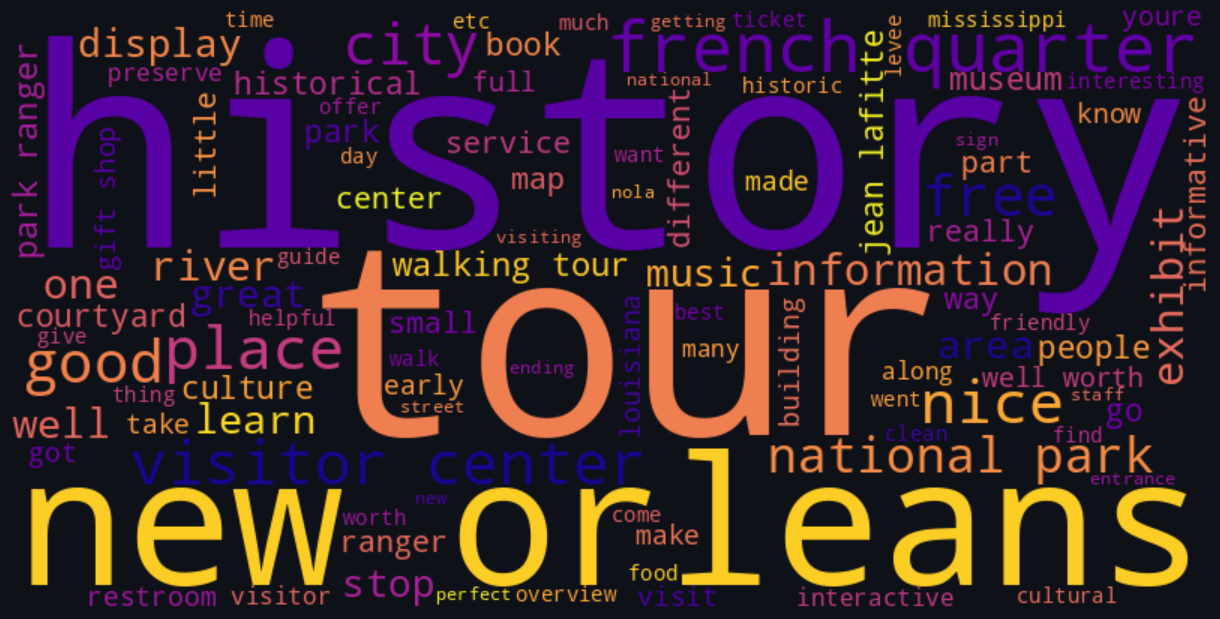 time
etc
much
getting
ticket
mississippi
youre
display
city
book
french quarter
park ranger
preserve
historical
full
national
historic
levee
museum
interesting
history
offer
park
little
gift shop
day
service
want
different
jean lafitte
know
sign
part
informative
center
map
nola
made
free
really
visiting
river
guide
walking tour
music
information
exhibit
one
great
tour
way
courtyard
helpful
small
louisiana
best
building
friendly
give
good
place
walk
many
area
people
ending
thing
culture
early
along
well worth
street
went
nice
staff
go
well
take
learn
clean
find
got
visitor center
national park
entrance
new orleans
new
worth
come
ranger
make
stop
food
restroom
visitor
perfect
overview
visit
interactive
cultural